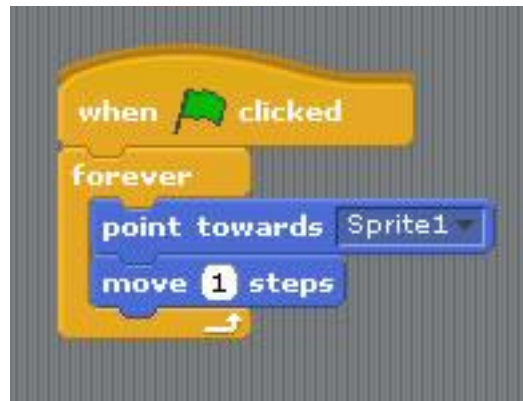 when clicked
forever
point towards Sprite1
move 1 steps